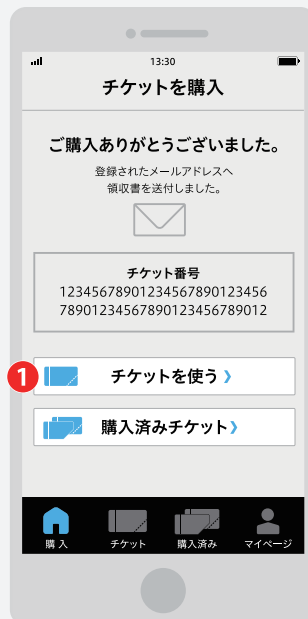 13:30
チケットを購入
ご購入ありがとうございました。
登録されたメールアドレスへ
領収書を送付しました。
チケット番号
12345678901234567890123456
78901234567890123456789012
1 チケットを使う 》
購入済みチケット》
購 入 チケット 購入済み マイページ